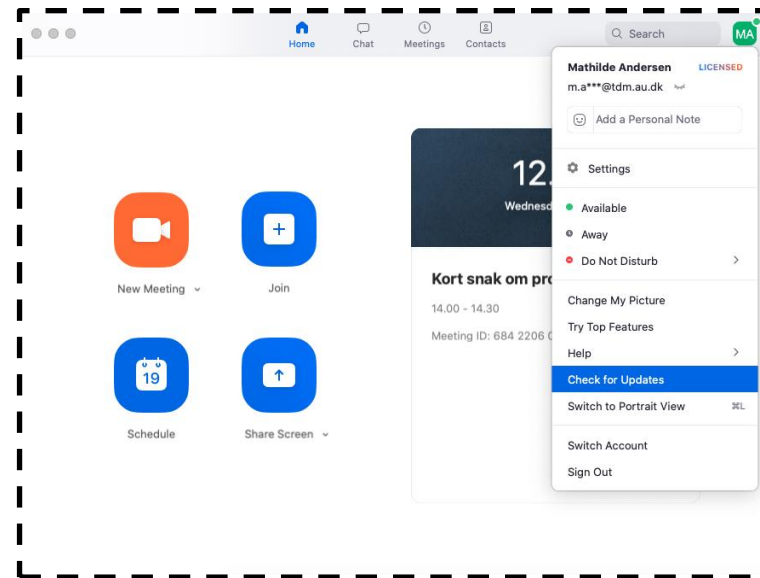 Home
Chat
Meetings
Contacts
Search
MA
Mathilde Andersen LICENSED
m.a***@tdm.au.dk
Add a Personal Note
Settings
Available
Away
Do Not Disturb
Change My Picture
Try Top Features
Help
Check for Updates
Switch to Portrait View ⌘L
Switch Account
Sign Out
New Meeting
Join
19
Schedule
Share Screen
12.
Kort snak om
14.00 - 14.30
Meeting ID: 684 2206